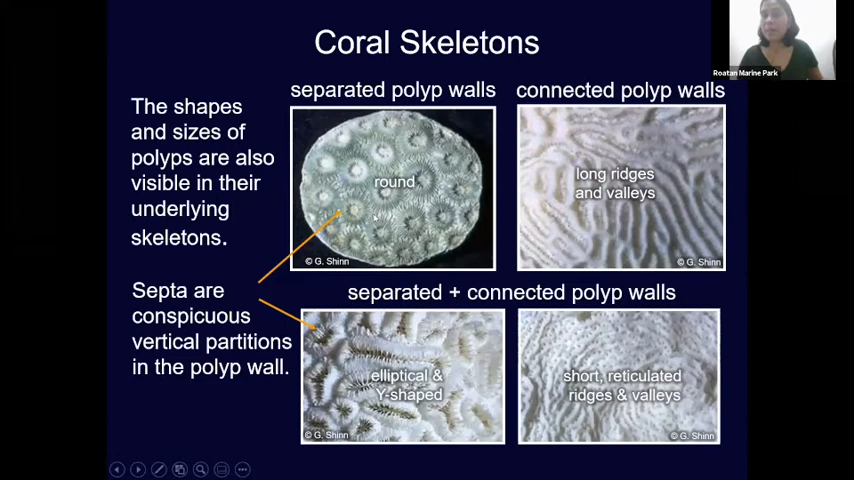 Coral Skeletons
Roatan Marine Park
The shapes
and sizes of
polyps are also
visible in their
underlying
skeletons.
Septa are
conspicuous
vertical partitions
in the polyp wall.
separated polyp walls
round
© G. Shinn
connected polyp walls
long ridges
and valleys
© G. Shinn
separated + connected polyp walls
elliptical &
Y-shaped
© G. Shinn
short, reticulated
ridges & valleys
© G. Shinn